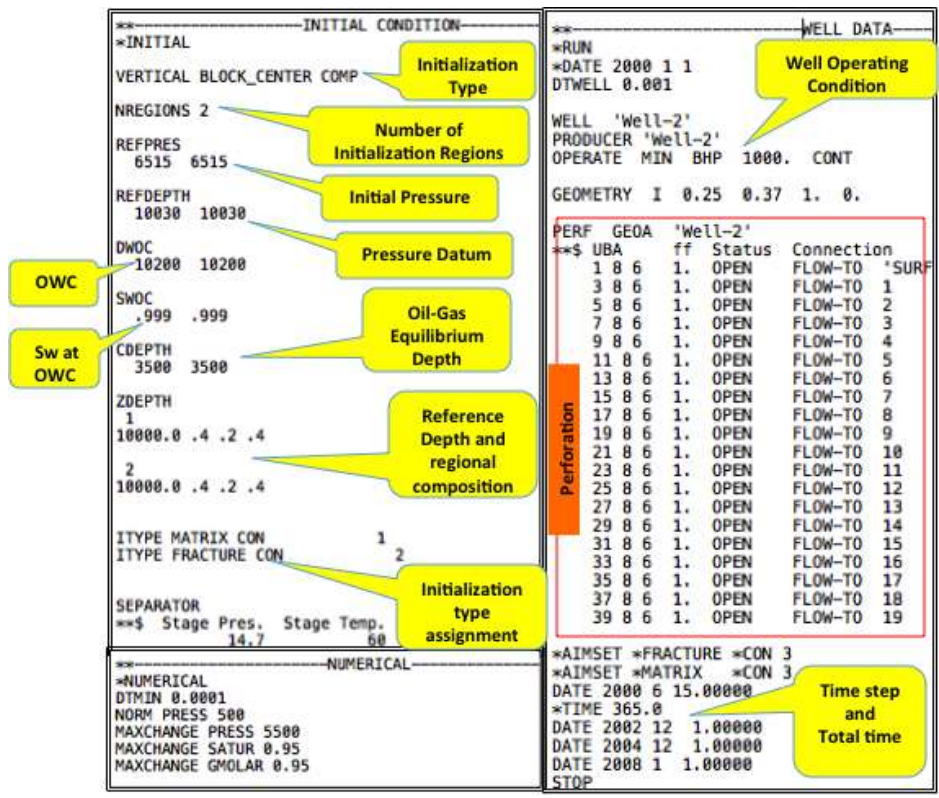 **——————INITIAL CONDITION——————
*INITIAL
VERTICAL BLOCK_CENTER COMP
Initialization
Type
NREGIONS 2
Number of
Initialization Regions
REFPRES
6515 6515
Initial Pressure
REFDEPTH
10030 10030
Pressure Datum
DWOC
10200 10200
OWC
SWOC
.999 .999
Sw at
OWC
Oil-Gas
Equilibrium
Depth
CDEPTH
3500 3500
ZDEPTH
1
10000.0 .4 .2 .4
2
10000.0 .4 .2 .4
Reference
Depth and
regional
composition
ITYPE MATRIX CON 1
ITYPE FRACTURE CON 2
Initialization
type
assignment
SEPARATOR
**$ Stage Pres. Stage Temp.
14.7 60
**——————NUMERICAL——————
*NUMERICAL
DTMIN 0.0001
NORM PRESS 500
MAXCHANGE PRESS 5500
MAXCHANGE SATUR 0.95
MAXCHANGE GMOLAR 0.95
**——————WELL DATA——————
*RUN
*DATE 2000 1 1
DTWELL 0.001
Well Operating
Condition
WELL 'Well-2'
PRODUCER 'Well-2'
OPERATE MIN BHP 1000. CONT
GEOMETRY I 0.25 0.37 1. 0.
PERF GEOA 'Well-2'
**$ UBA ff Status Connection
1 8 6 1. OPEN FLOW-TO 'SURF
3 8 6 1. OPEN FLOW-TO 1
5 8 6 1. OPEN FLOW-TO 2
7 8 6 1. OPEN FLOW-TO 3
9 8 6 1. OPEN FLOW-TO 4
11 8 6 1. OPEN FLOW-TO 5
13 8 6 1. OPEN FLOW-TO 6
15 8 6 1. OPEN FLOW-TO 7
17 8 6 1. OPEN FLOW-TO 8
19 8 6 1. OPEN FLOW-TO 9
21 8 6 1. OPEN FLOW-TO 10
23 8 6 1. OPEN FLOW-TO 11
25 8 6 1. OPEN FLOW-TO 12
27 8 6 1. OPEN FLOW-TO 13
29 8 6 1. OPEN FLOW-TO 14
31 8 6 1. OPEN FLOW-TO 15
33 8 6 1. OPEN FLOW-TO 16
35 8 6 1. OPEN FLOW-TO 17
37 8 6 1. OPEN FLOW-TO 18
39 8 6 1. OPEN FLOW-TO 19
Perforation
*AIMSET *FRACTURE *CON 3
*AIMSET *MATRIX *CON 3
DATE 2000 6 15.00000
*TIME 365.0
DATE 2002 12 1.00000
DATE 2004 12 1.00000
DATE 2008 1 1.00000
STOP
Time step
and
Total time